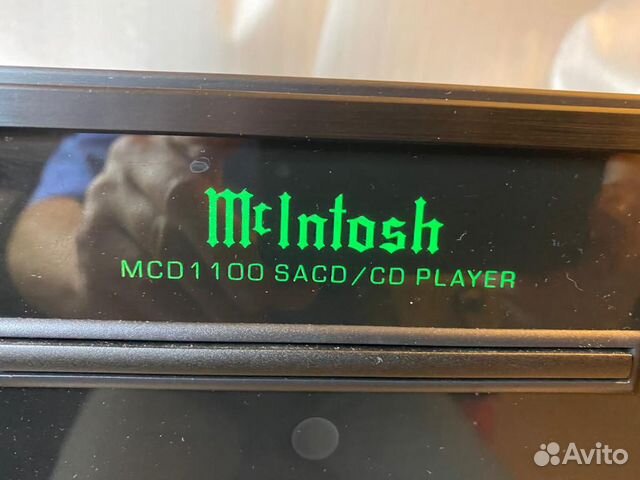 McIntosh
MCD1100 SACD/CD PLAYER
Avito